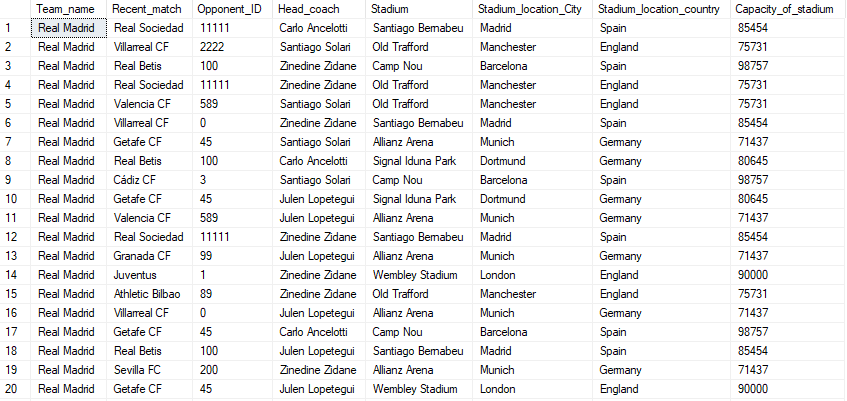 Team_name Recent_match Opponent_ID Head_coach Stadium Stadium_location_City Stadium_location_country Capacity_of_stadium
1 Real Madrid Real Sociedad 11111 Carlo Ancelotti Santiago Bernabeu Madrid Spain 85454
2 Real Madrid Villarreal CF 2222 Santiago Solari Old Trafford Manchester England 75731
3 Real Madrid Real Betis 100 Zinedine Zidane Camp Nou Barcelona Spain 98757
4 Real Madrid Real Sociedad 11111 Zinedine Zidane Old Trafford Manchester England 75731
5 Real Madrid Valencia CF 589 Santiago Solari Old Trafford Manchester England 75731
6 Real Madrid Villarreal CF 0 Zinedine Zidane Santiago Bernabeu Madrid Spain 85454
7 Real Madrid Getafe CF 45 Santiago Solari Allianz Arena Munich Germany 71437
8 Real Madrid Real Betis 100 Carlo Ancelotti Signal Iduna Park Dortmund Germany 80645
9 Real Madrid Cádiz CF 3 Santiago Solari Camp Nou Barcelona Spain 98757
10 Real Madrid Getafe CF 45 Julen Lopetegui Signal Iduna Park Dortmund Germany 80645
11 Real Madrid Valencia CF 589 Julen Lopetegui Allianz Arena Munich Germany 71437
12 Real Madrid Real Sociedad 11111 Zinedine Zidane Santiago Bernabeu Madrid Spain 85454
13 Real Madrid Granada CF 99 Julen Lopetegui Allianz Arena Munich Germany 71437
14 Real Madrid Juventus 1 Zinedine Zidane Wembley Stadium London England 90000
15 Real Madrid Athletic Bilbao 89 Zinedine Zidane Old Trafford Manchester England 75731
16 Real Madrid Villarreal CF 0 Julen Lopetegui Allianz Arena Munich Germany 71437
17 Real Madrid Getafe CF 45 Carlo Ancelotti Camp Nou Barcelona Spain 98757
18 Real Madrid Real Betis 100 Julen Lopetegui Santiago Bernabeu Madrid Spain 85454
19 Real Madrid Sevilla FC 200 Zinedine Zidane Allianz Arena Munich Germany 71437
20 Real Madrid Getafe CF 45 Julen Lopetegui Wembley Stadium London England 90000